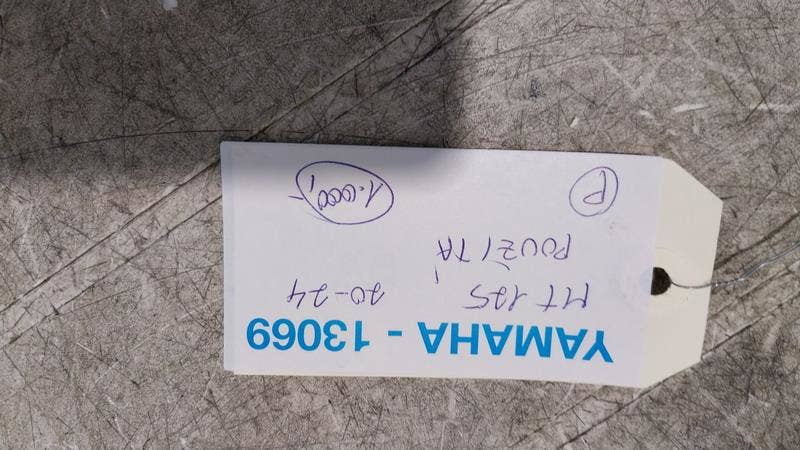 YAMAHA - 13069
MT 125 20-24
POUŽITÁ
P 1.000,-